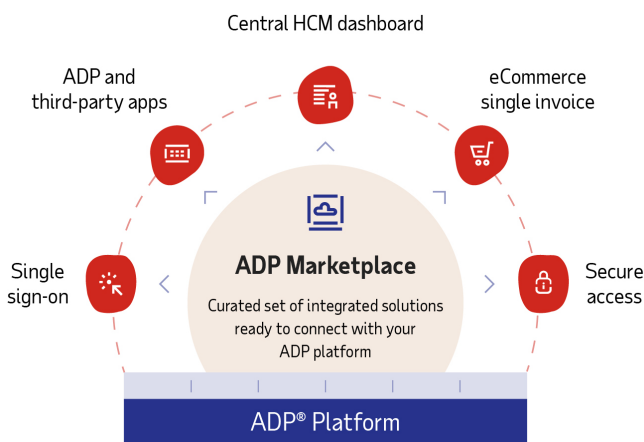 Central HCM dashboard
ADP and
third-party apps
eCommerce
single invoice
Single
sign-on
Secure
access
ADP Marketplace
Curated set of integrated solutions
ready to connect with your
ADP platform
ADP® Platform